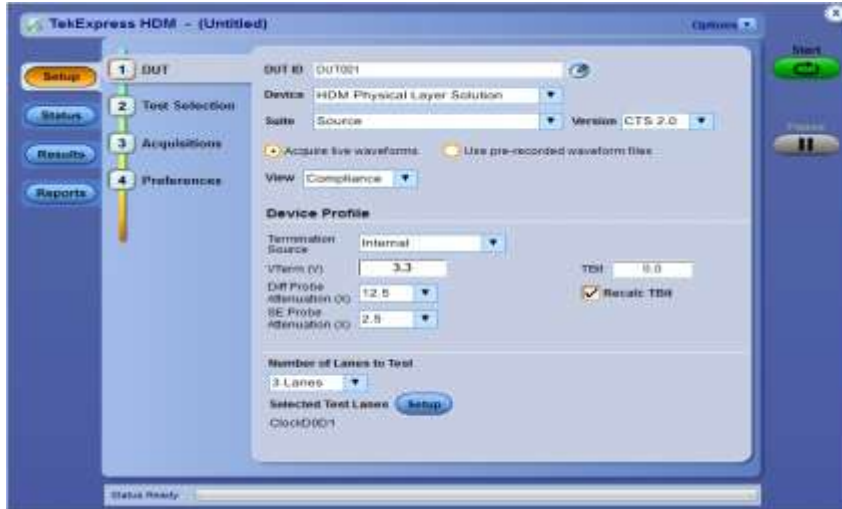 TekExpress HDM - (Untitled)
Options
Start
Setup
Status
Results
Reports
1 DUT
2 Test Selection
3 Acquisitions
4 Preferences
DUT ID DUT001
Device HDM Physical Layer Solution
Suite Source Version CTS 2.0
Acquire live waveforms Use pre-recorded waveform files
View Compliance
Device Profile
Termination Source Internal
VTerm (V) 3.3 TBit 0.0
Diff Probe Attenuation (X) 12.5 Recalc TBit
SE Probe Attenuation (X) 2.5
Number of Lanes to Test
3 Lanes
Selected Test Lanes Setup
ClockD0D1
Status Ready